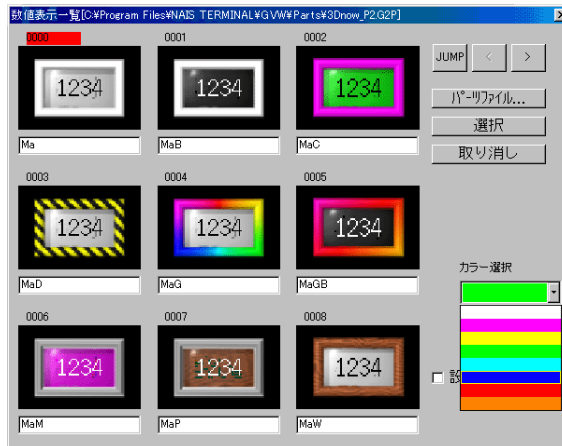 数値表示一覧[C:¥Program Files¥NAIS TERMINAL¥GVW¥Parts¥3Dnow_P2.G2P]
0000
0001
0002
1234
1234
1234
Ma
MaB
MaC
JUMP < >
パーツファイル...
選択
取り消し
0003
0004
0005
1234
1234
1234
MaD
MaG
MaGB
カラー選択
0006
0007
0008
1234
1234
1234
MaM
MaP
MaW
設